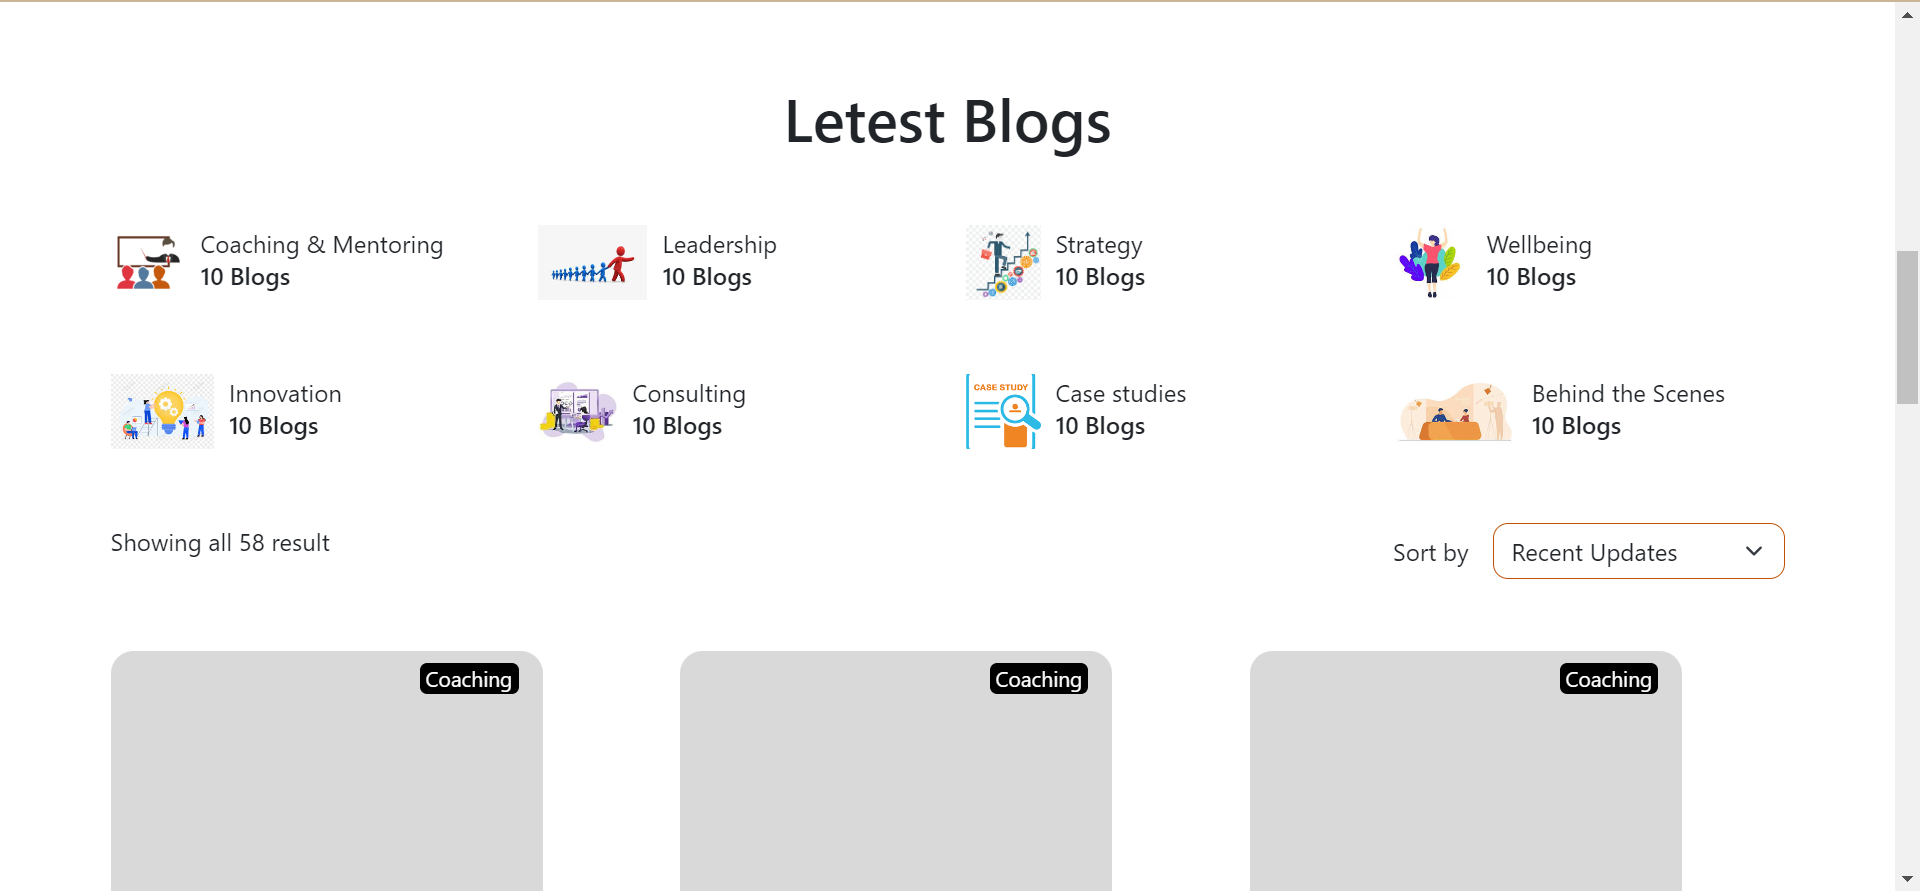 Letest Blogs
Coaching & Mentoring
10 Blogs
Leadership
10 Blogs
Strategy
10 Blogs
Wellbeing
10 Blogs
Innovation
10 Blogs
Consulting
10 Blogs
CASE STUDY
Case studies
10 Blogs
Behind the Scenes
10 Blogs
Showing all 58 result
Sort by
Recent Updates
Coaching
Coaching
Coaching